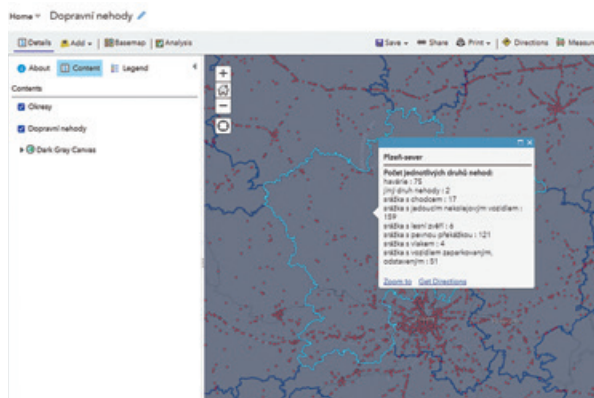 Home Dopravní nehody
Details Add Basemap Analysis Save Share Print Directions Measure
About Content Legend
Contents
Okresy
Dopravní nehody
Dark Gray Canvas
Plzeň-sever
Počet jednotlivých druhů nehod:
havárie : 75
jiný druh nehody : 2
srážka s chodcem : 17
srážka s jedoucím nekolejovým vozidlem :
159
srážka s lesní zvěří : 6
srážka s pevnou překážkou : 121
srážka s vlakem : 4
srážka s vozidlem zaparkovaným,
odstaveným : 51
Zoom to Get Directions